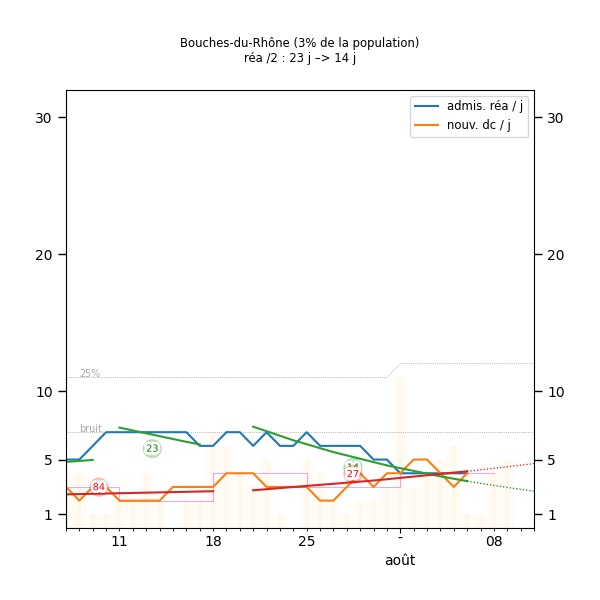 Bouches-du-Rhône (3% de la population)
réa /2 : 23 j –> 14 j
admis. réa / j
nouv. dc / j
30 30
20 20
25%
10 10
bruit
23
5 5
14
27
84
1 1
11 18 25 - 08
août